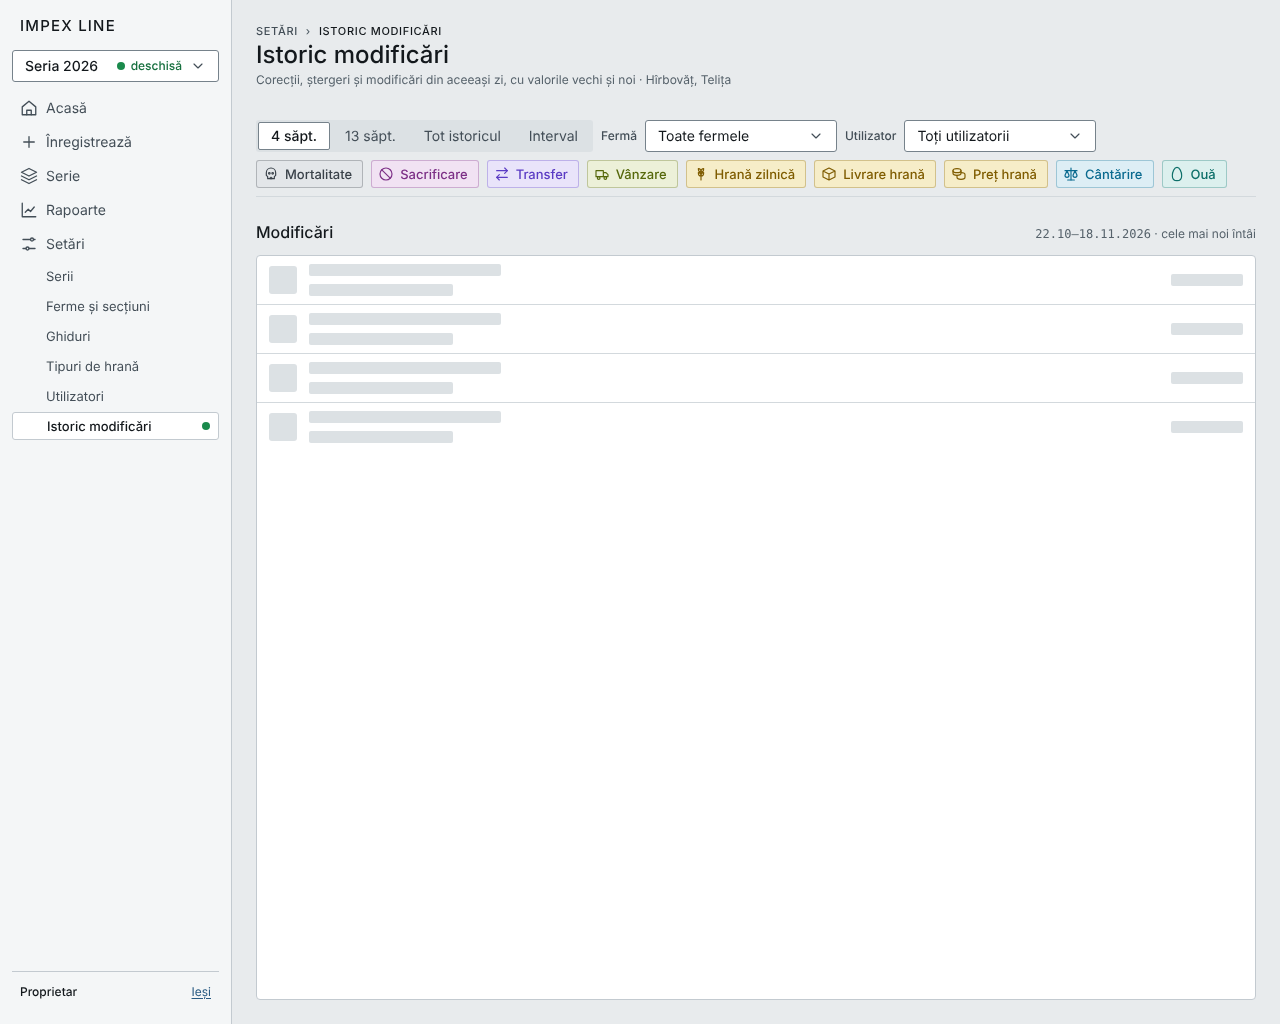 IMPEX LINE
Seria 2026 deschisă
Acasă
Înregistrează
Serie
Rapoarte
Setări
Serii
Ferme și secțiuni
Ghiduri
Tipuri de hrană
Utilizatori
Istoric modificări
Proprietar Ieși
SETĂRI › ISTORIC MODIFICĂRI
Istoric modificări
Corecții, ștergeri și modificări din aceeași zi, cu valorile vechi și noi · Hîrbovăț, Telița
4 săpt. 13 săpt. Tot istoricul Interval Fermă Toate fermele Utilizator Toți utilizatorii
Mortalitate Sacrificare Transfer Vânzare Hrană zilnică Livrare hrană Preț hrană Cântărire Ouă
Modificări 22.10–18.11.2026 · cele mai noi întâi